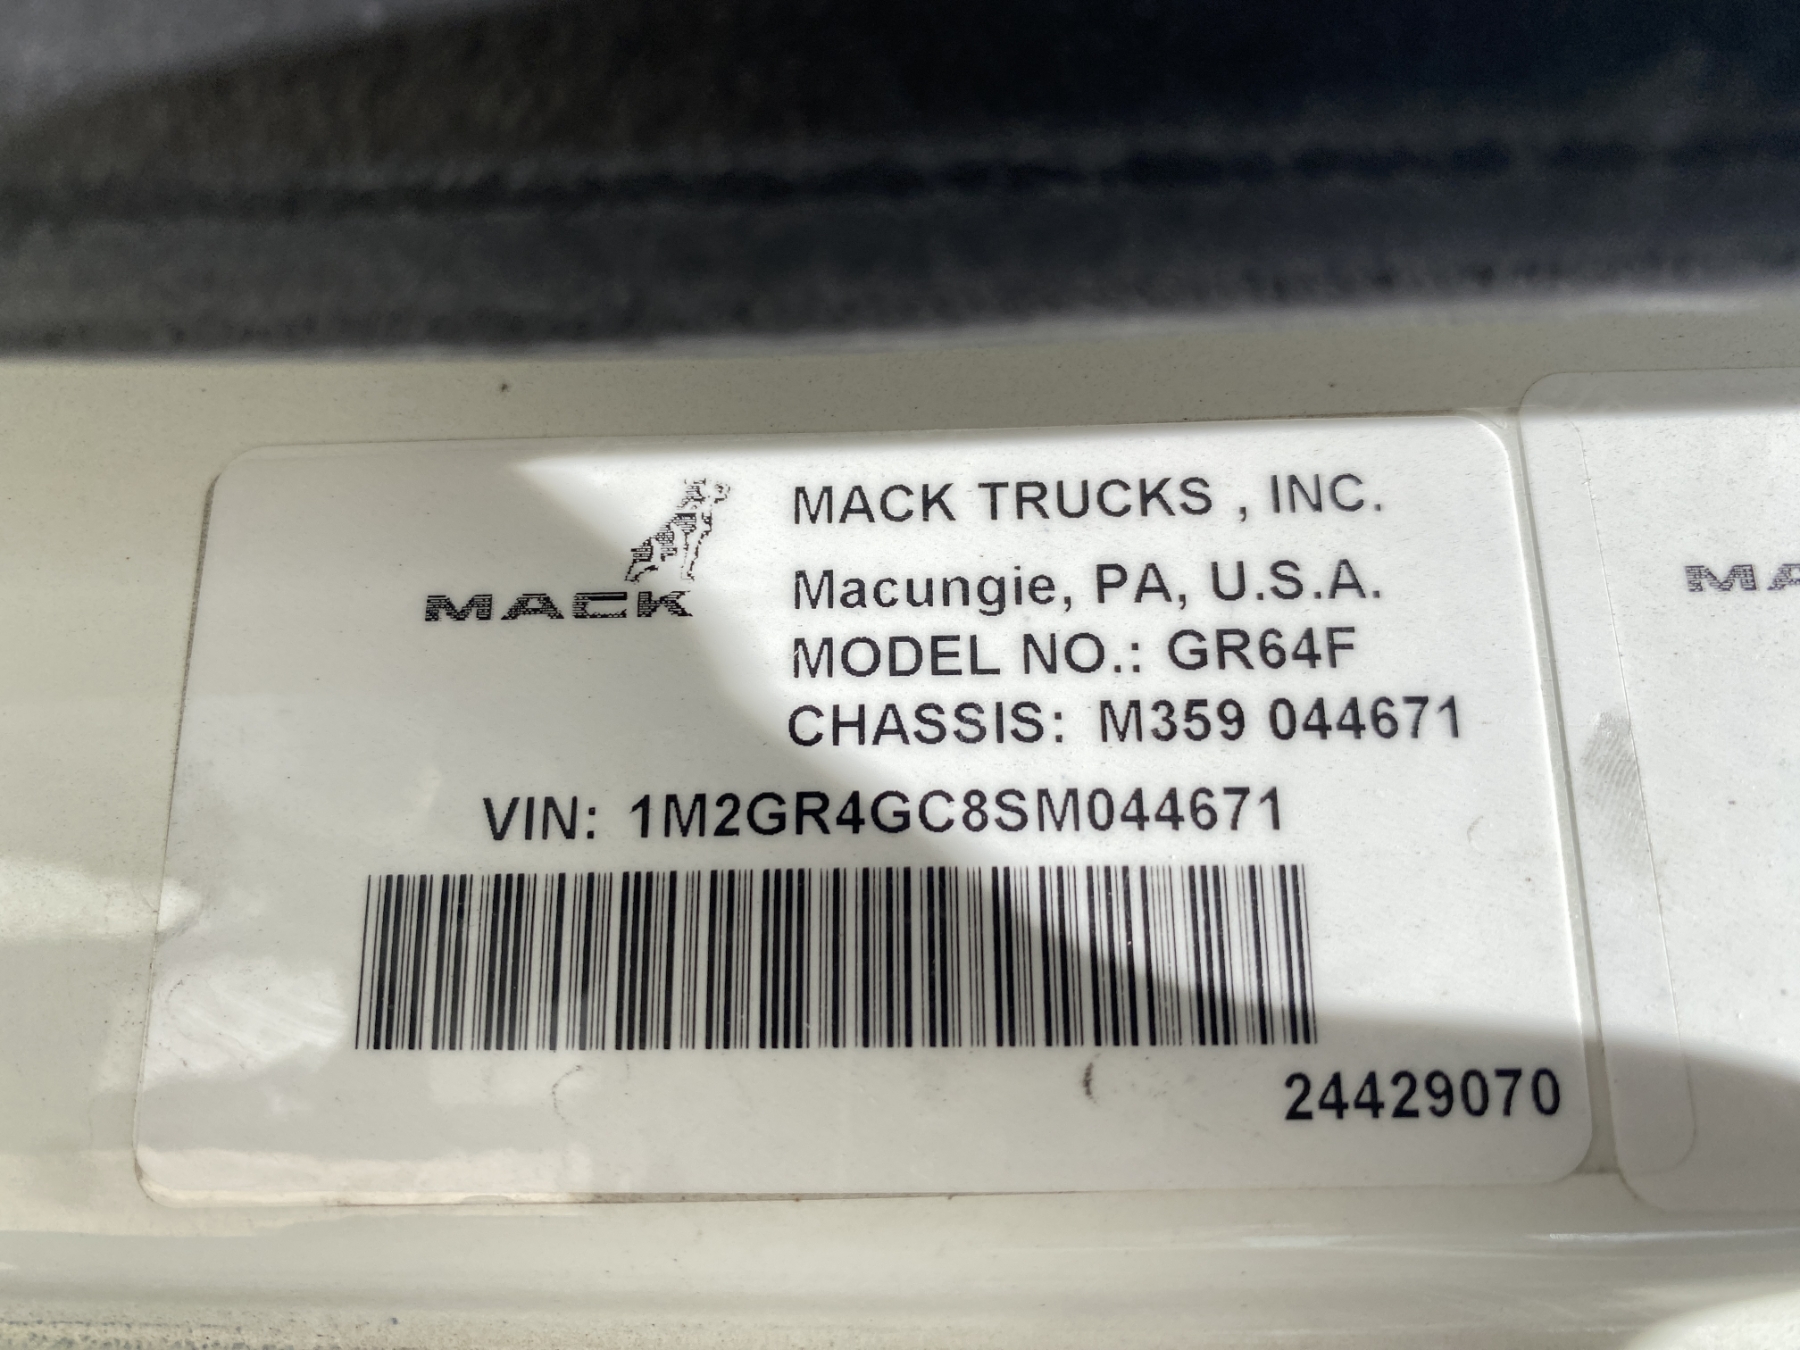 MACK TRUCKS , INC.
MACK
Macungie, PA, U.S.A.
MODEL NO.: GR64F
CHASSIS: M359 044671
VIN: 1M2GR4GC8SM044671
24429070